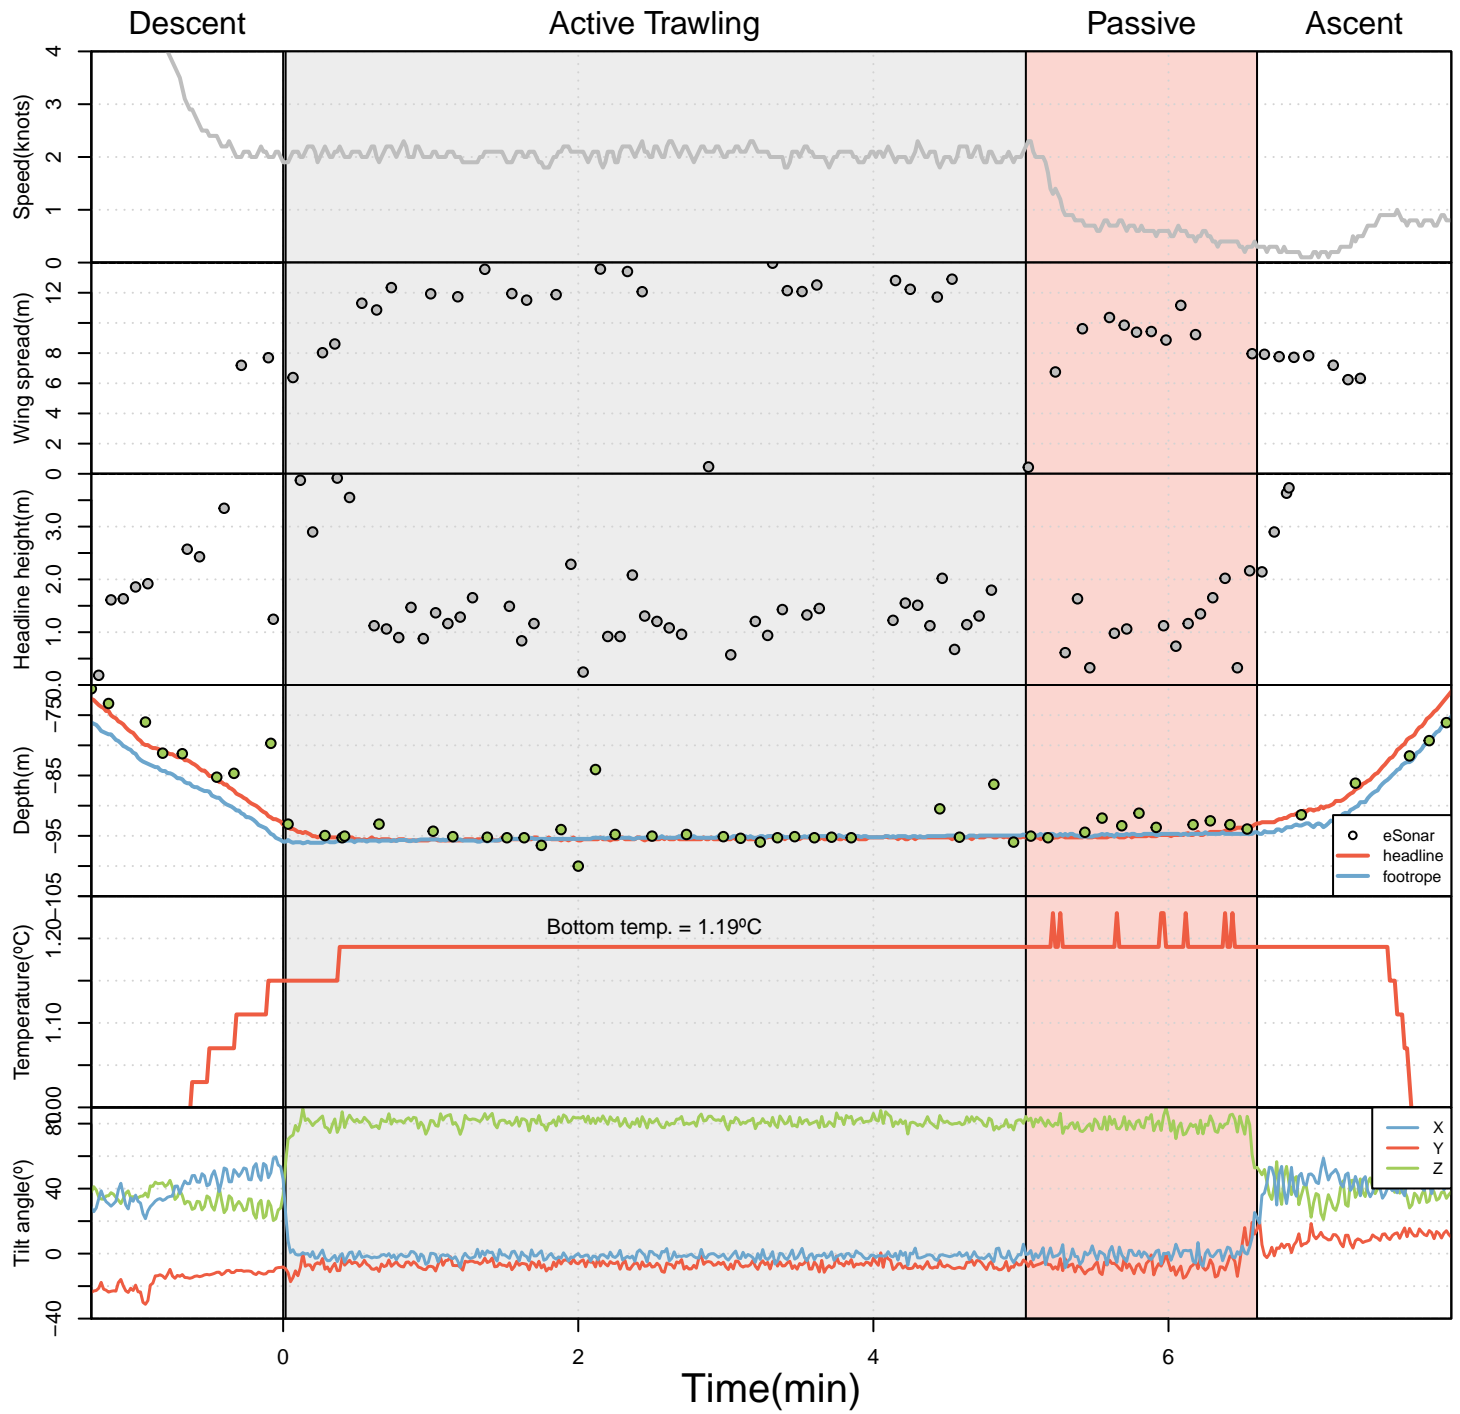 Descent Active Trawling Passive Ascent
Speed(knots)
4
3
2
1
0
Wing spread(m)
12
8
6
4
2
0
Headline height(m)
3.0
2.0
1.0
0.0
Depth(m)
−75
−85
−95
−105
eSonar
headline
footrope
Temperature(ºC)
1.20
1.10
1.00
Bottom temp. = 1.19ºC
Tilt angle(º)
80
40
0
−40
X
Y
Z
0 2 4 6
Time(min)